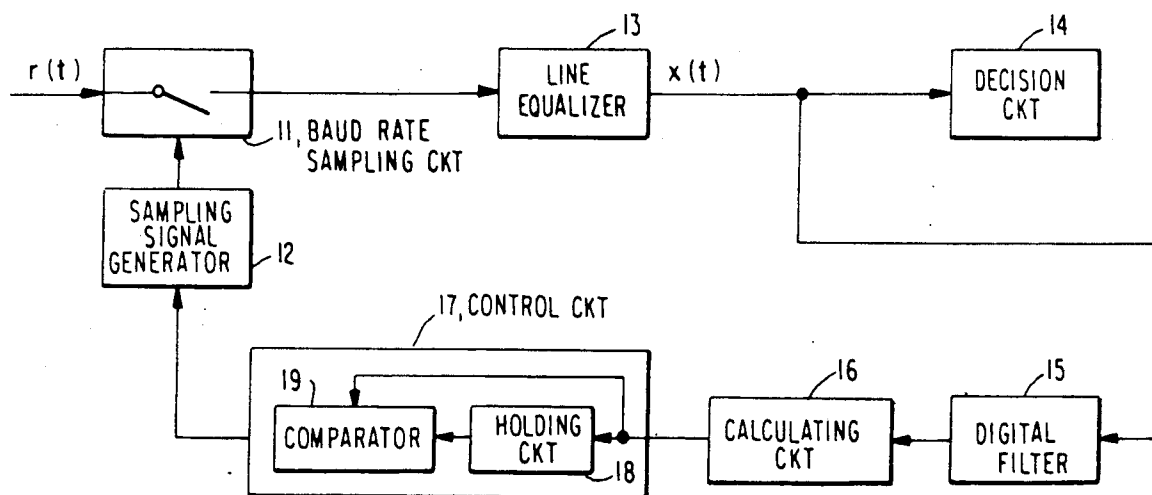 r(t)
13
LINE
EQUALIZER
x(t)
14
DECISION
CKT
11, BAUD RATE
SAMPLING CKT
SAMPLING
SIGNAL
GENERATOR
12
17, CONTROL CKT
19
COMPARATOR
HOLDING
CKT
18
16
CALCULATING
CKT
15
DIGITAL
FILTER